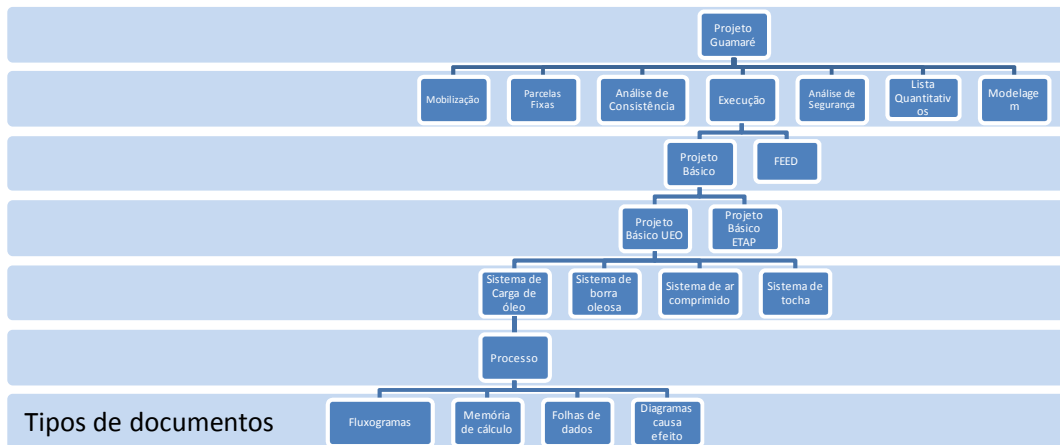 Projeto
Guamaré
Mobilização
Parcelas
Fixas
Análise de
Consistência
Execução
Análise de
Segurança
Lista
Quantitativ
os
Modelage
m
Projeto
Básico
FEED
Projeto
Básico UEO
Projeto
Básico
ETAP
Sistema de
Carga de
óleo
Sistema de
borra
oleosa
Sistema de ar
comprimido
Sistema de
tocha
Processo
Tipos de documentos
Fluxogramas
Memória
de cálculo
Folhas de
dados
Diagramas
causa
efeito